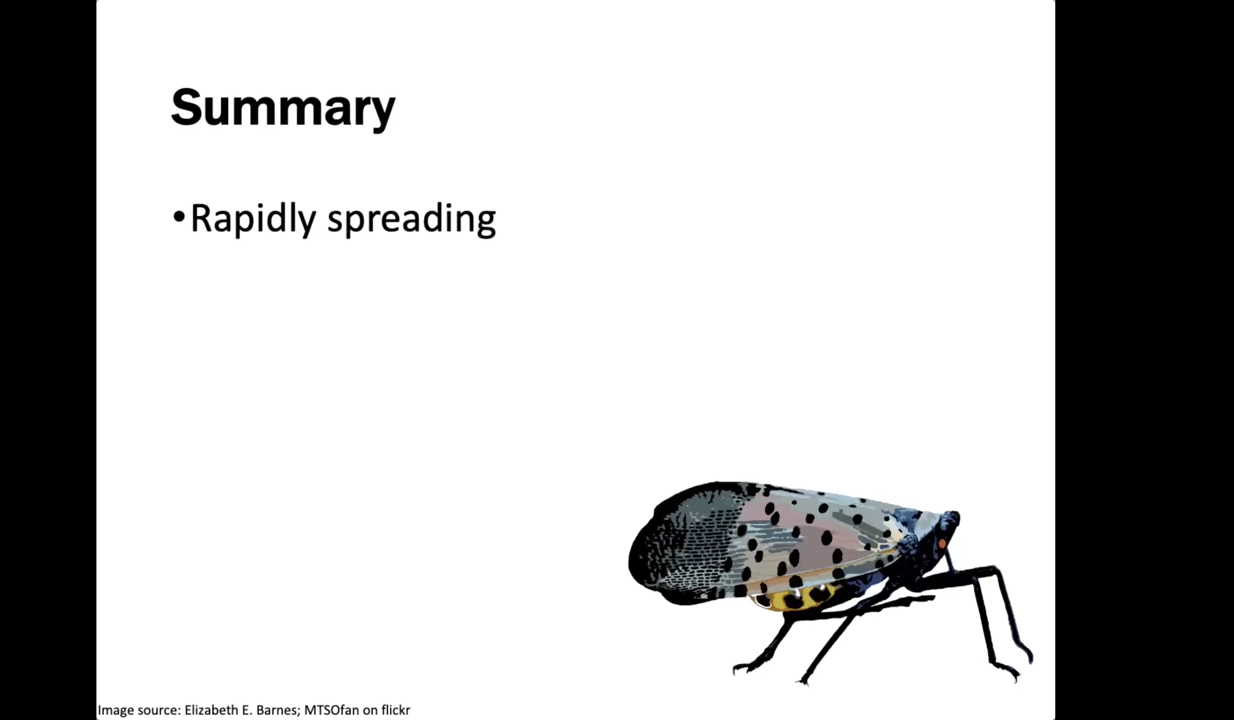 Summary
•Rapidly spreading
Image source: Elizabeth E. Barnes; MTSOfan on flickr